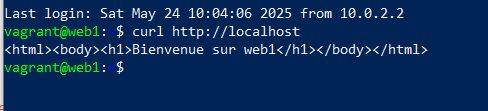 Last login: Sat May 24 10:04:06 2025 from 10.0.2.2
vagrant@web1:~$ curl http://localhost
<html><body><h1>Bienvenue sur web1</h1></body></html>
vagrant@web1:~$